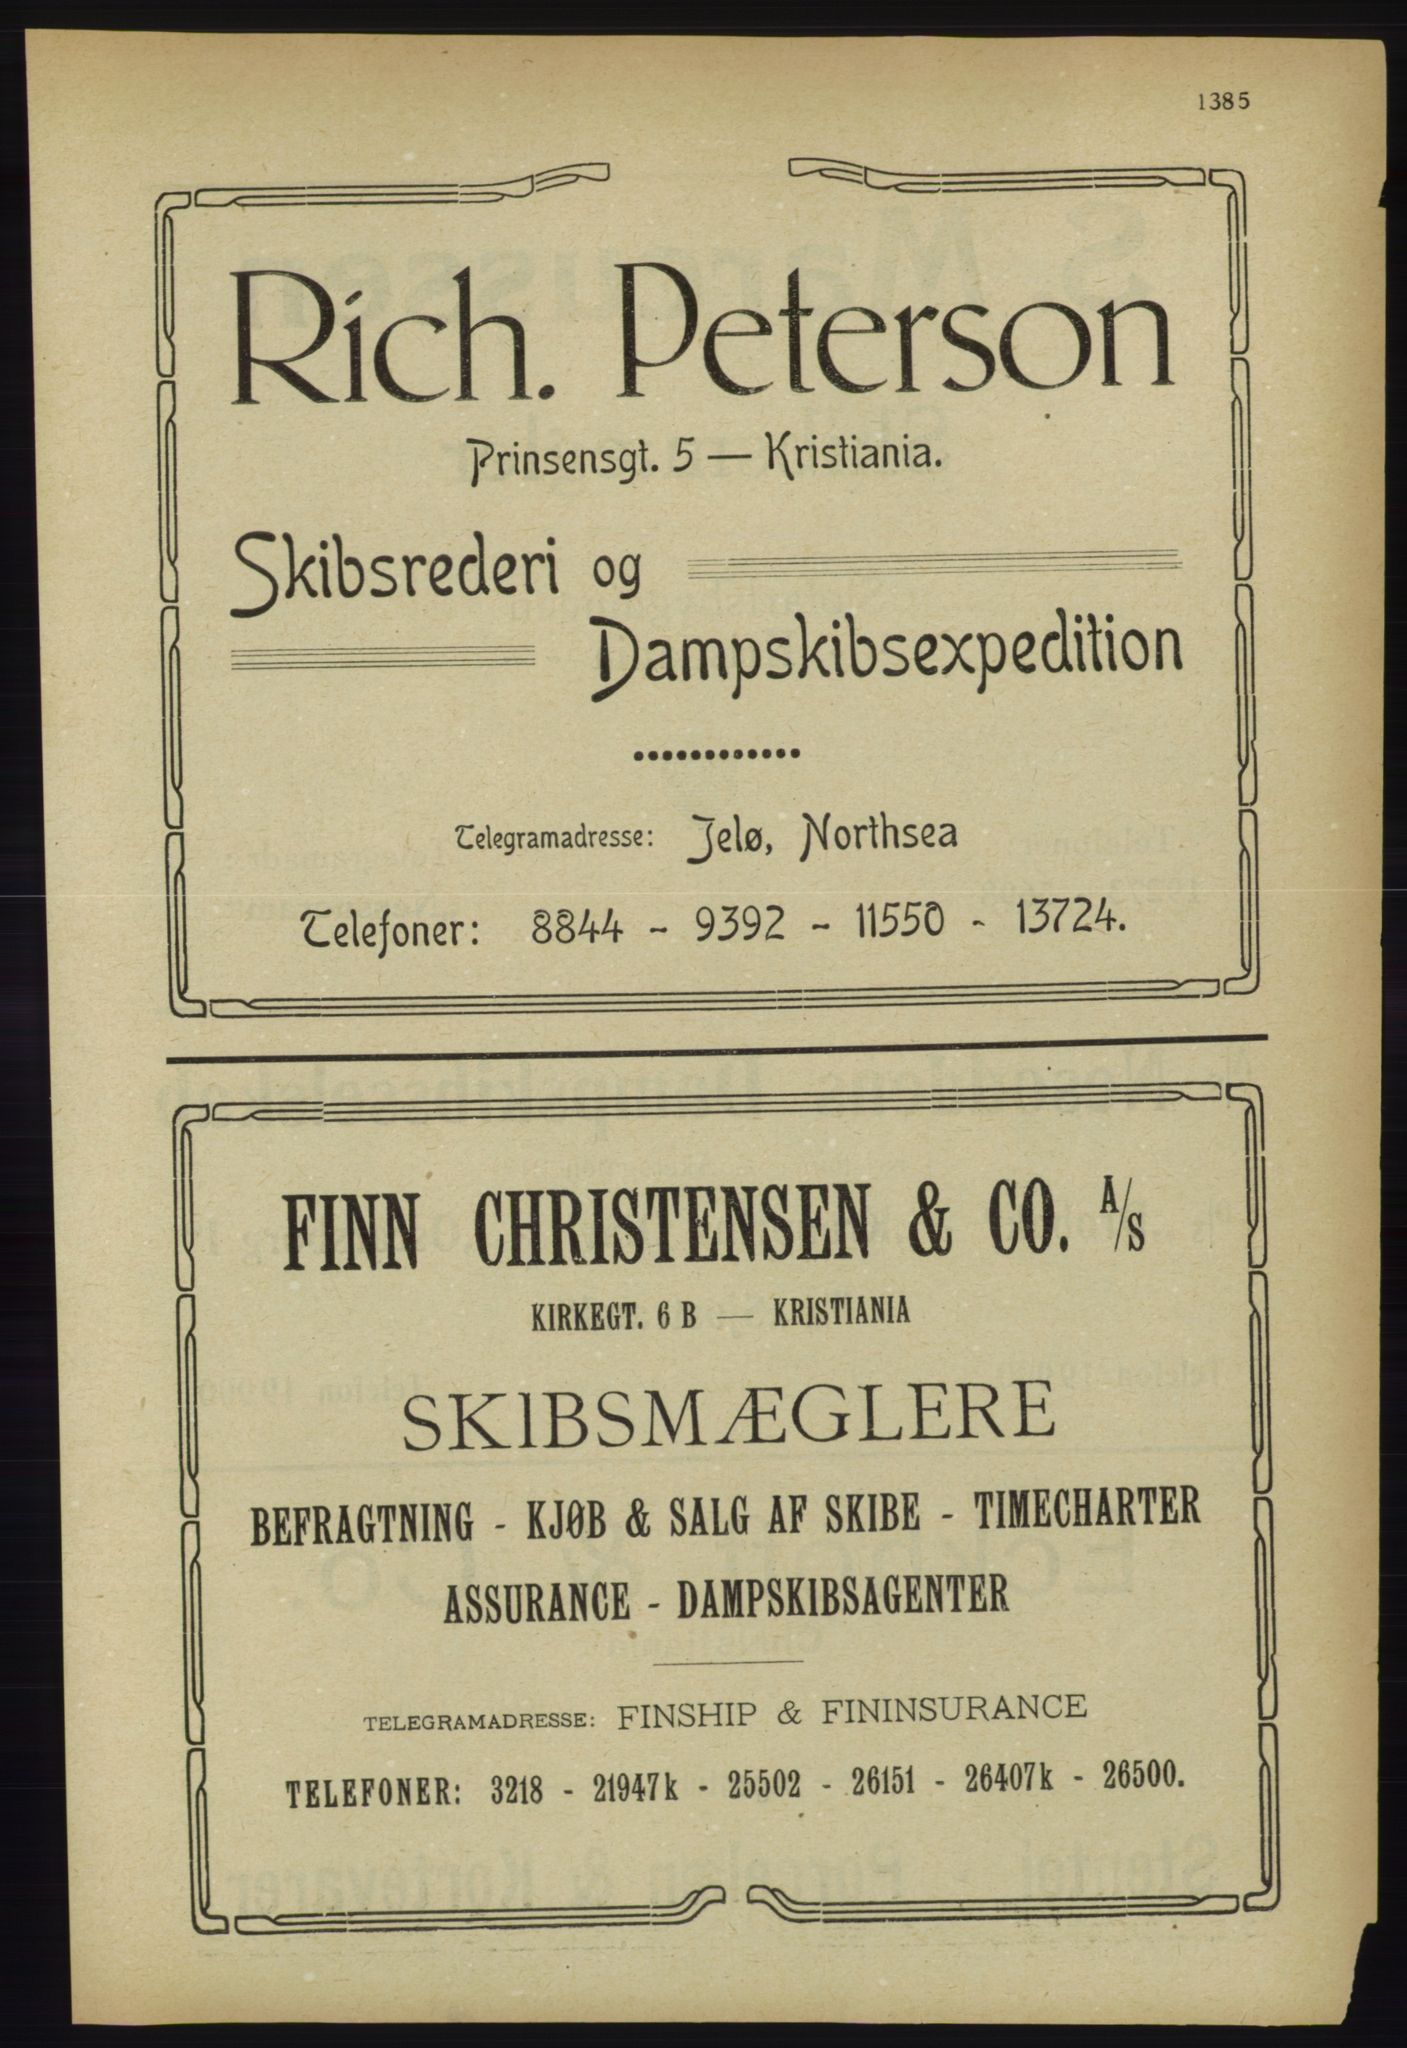 1385
Rich. Peterson
Prinsensgt. 5 — Kristiania.
Skibsrederi og
Dampskibsexpedition
Telegramadresse: Jelø, Northsea
Telefoner: 8844 - 9392 - 11550 - 13724.
FINN CHRISTENSEN & CO. A/S
KIRKEGT. 6 B — KRISTIANIA
SKIBSMÆGLERE
BEFRAGTNING - KJØB & SALG AF SKIBE - TIMECHARTER
ASSURANCE - DAMPSKIBSAGENTER
TELEGRAMADRESSE: FINSHIP & FININSURANCE
TELEFONER: 3218 - 21947k - 25502 - 26151 - 26407k - 26500.